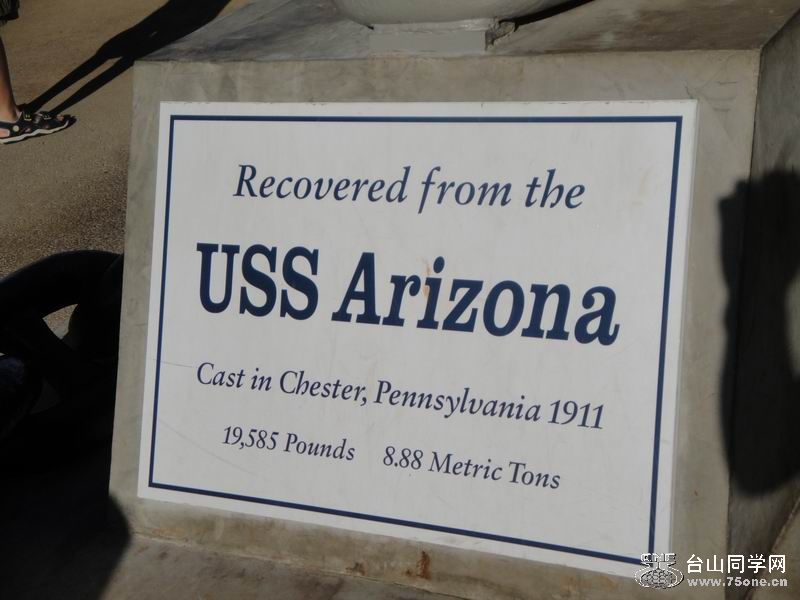 Recovered from the
USS Arizona
Cast in Chester, Pennsylvania 1911
19,585 Pounds 8.88 Metric Tons
台山同学网
www.75one.cn